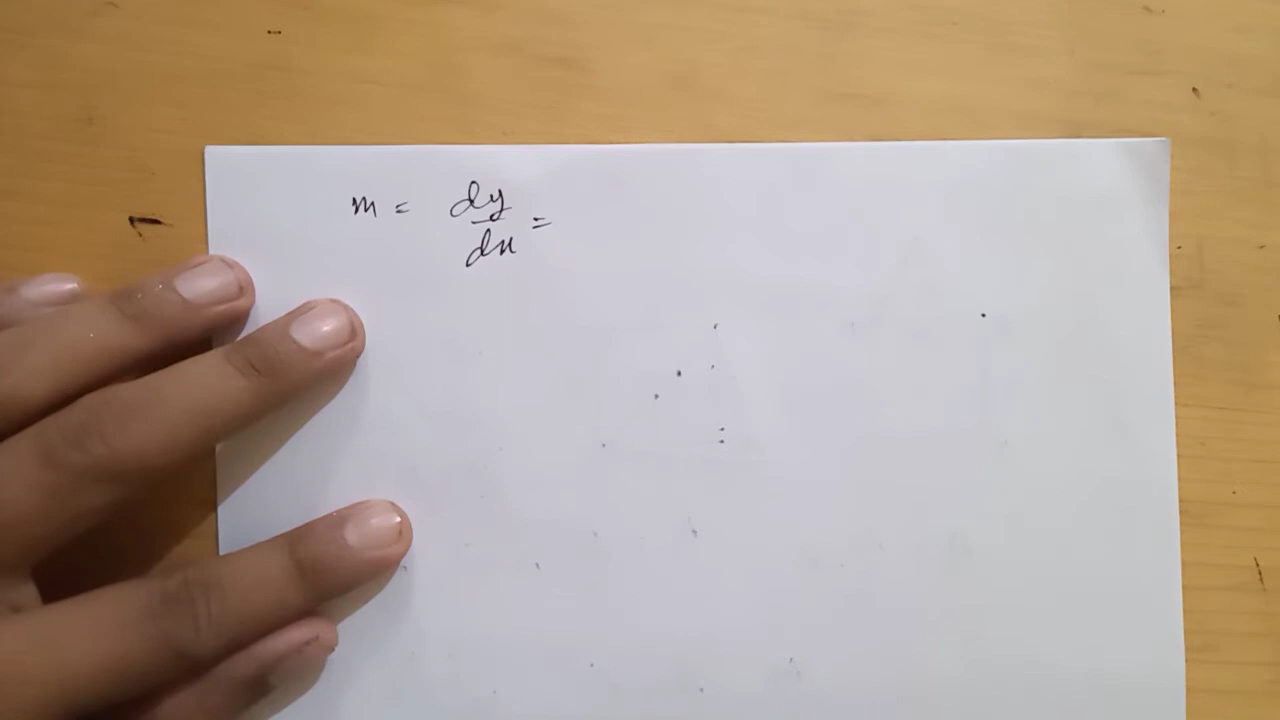 m = dy/dx =